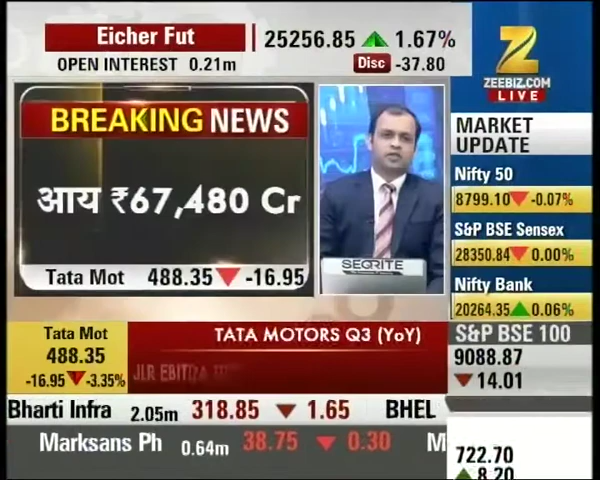 Eicher Fut
25256.85 1.67%
OPEN INTEREST 0.21m
Disc -37.80
ZEEBIZ.COM
LIVE
BREAKING NEWS
आय ₹67,480 Cr
Tata Mot 488.35 -16.95
SEQRITE
MARKET
UPDATE
Nifty 50
8799.10 -0.07%
S&P BSE Sensex
28350.84 0.00%
Nifty Bank
20264.35 0.06%
S&P BSE 100
9088.87
14.01
Tata Mot
488.35
-16.95 -3.35%
TATA MOTORS Q3 (YoY)
JLR EBITDA
Bharti Infra 2.05m 318.85 1.65 BHEL
Marksans Ph 0.64m 38.75 0.30 M
722.70
8.20